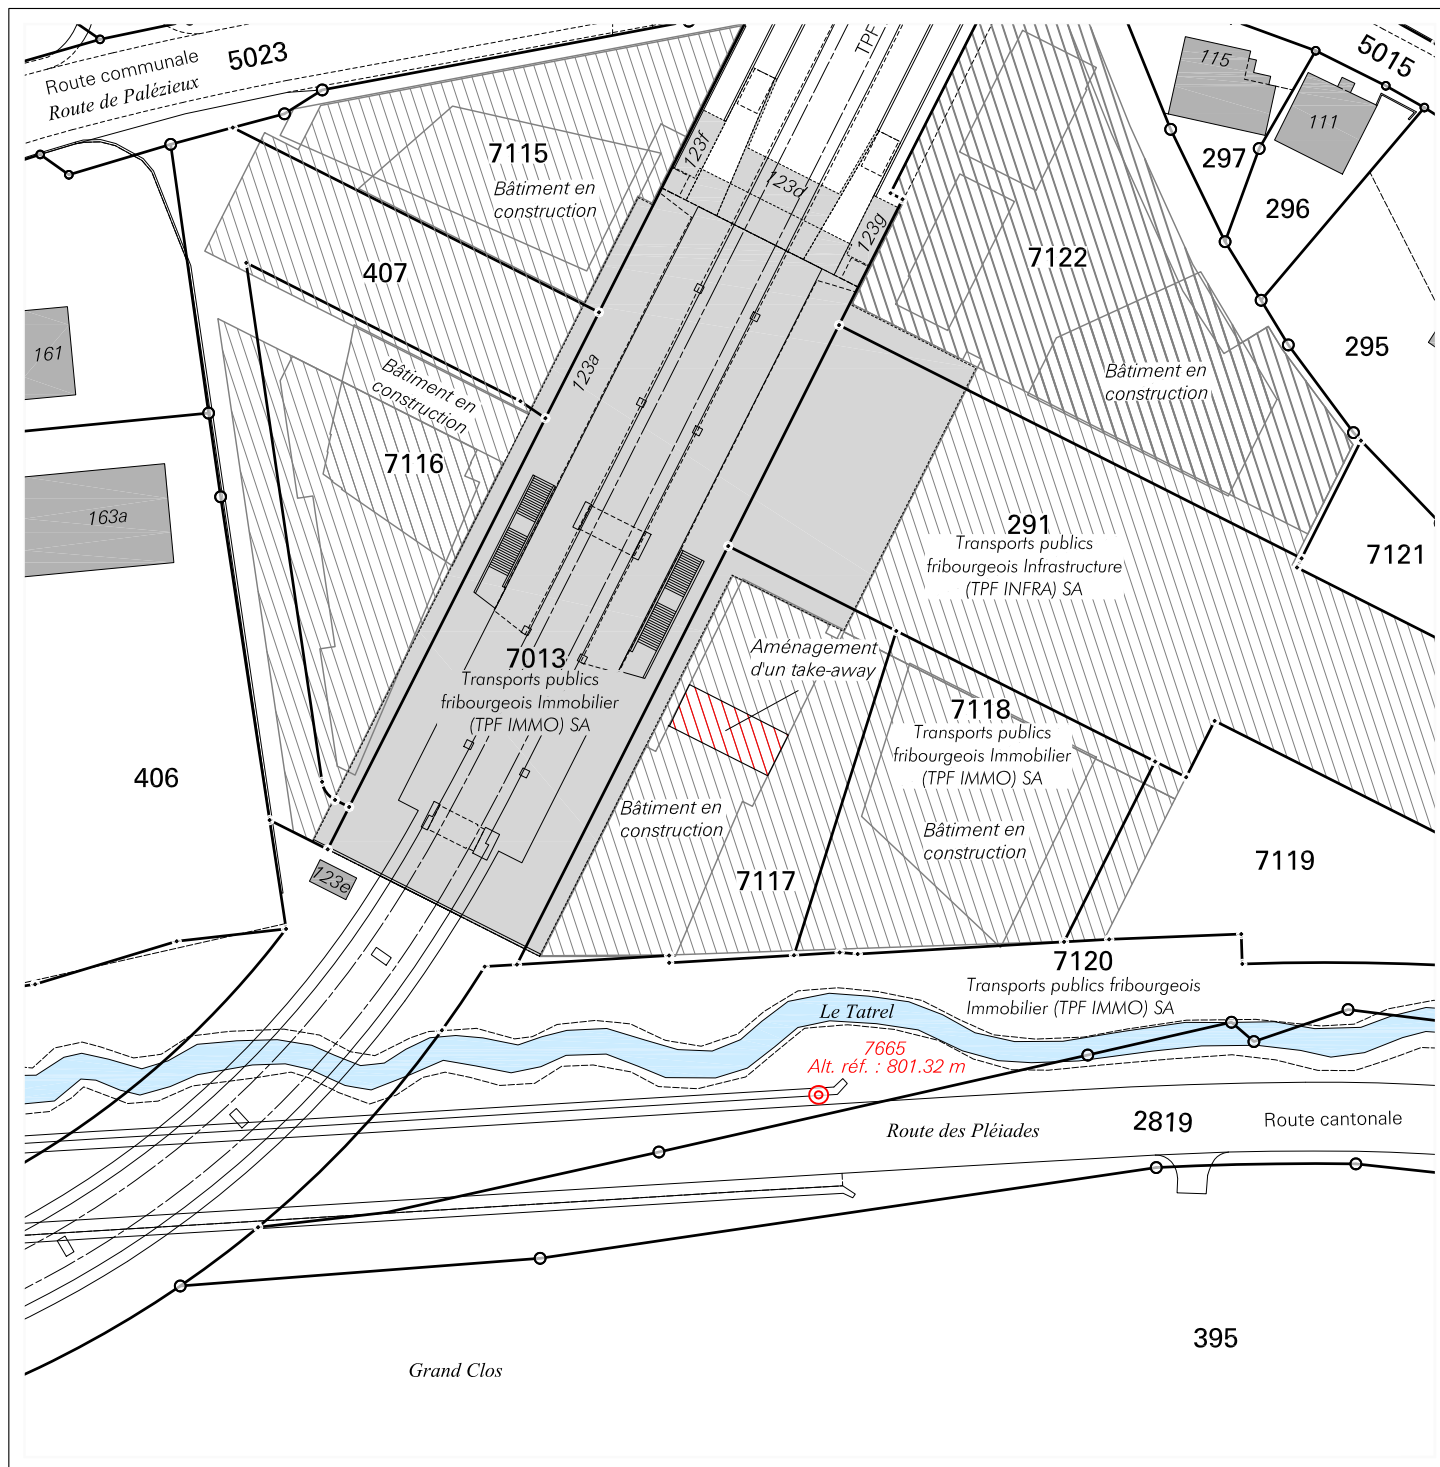 TPF
Route communale
5023
Route de Palézieux
5015
115
111
297
296
7115
Bâtiment en
construction
123f
123d
123g
407
7122
161
123a
295
Bâtiment en
construction
Bâtiment en
construction
7116
163a
291
Transports publics
fribourgeois Infrastructure
(TPF INFRA) SA
7121
7013
Transports publics
fribourgeois Immobilier
(TPF IMMO) SA
Aménagement
d'un take-away
7118
Transports publics
fribourgeois Immobilier
(TPF IMMO) SA
406
Bâtiment en
construction
Bâtiment en
construction
7119
123e
7117
7120
Transports publics fribourgeois
Immobilier (TPF IMMO) SA
Le Tatrel
7665
Alt. réf. : 801.32 m
Route des Pléiades
2819
Route cantonale
395
Grand Clos